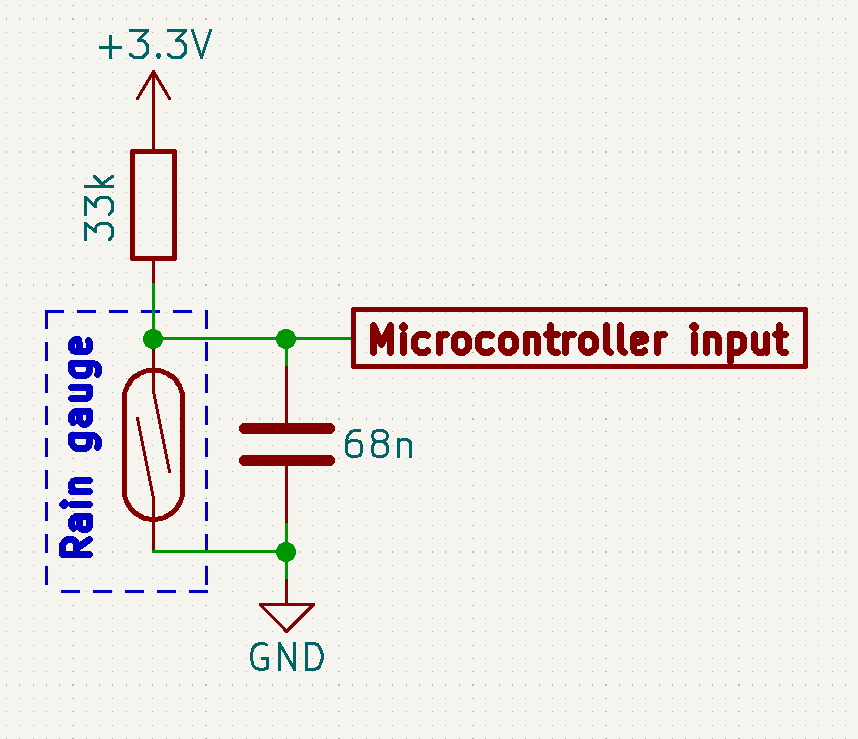 +3.3V
33k
Microcontroller input
Rain gauge
68n
GND